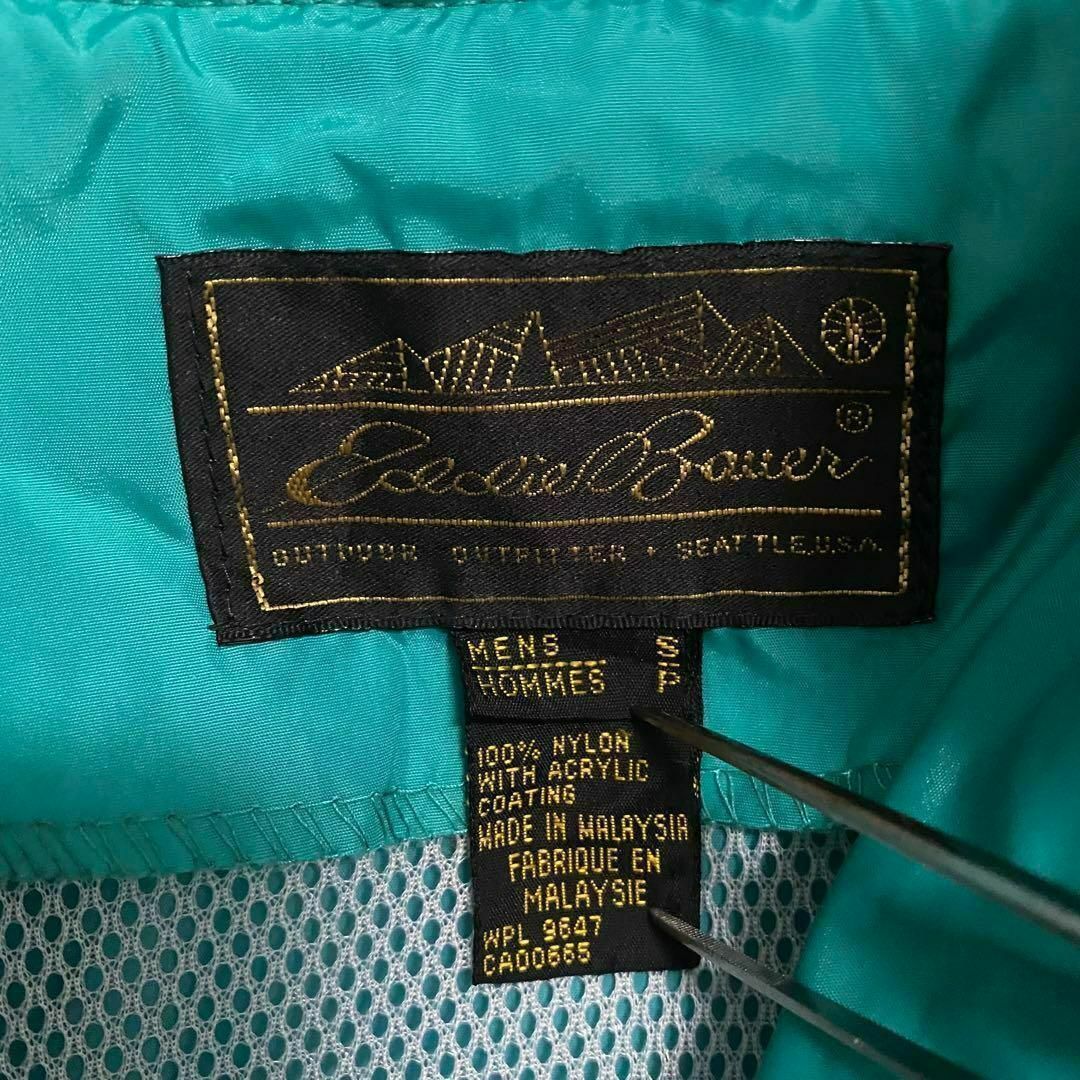 Eddie Bauer ®
OUTDOOR OUTFITTER • SEATTLE, U.S.A.
MENS S
HOMMES P
100% NYLON
WITH ACRYLIC
COATING
MADE IN MALAYSIA
FABRIQUE EN
MALAYSIE
WPL 9647
CA00665